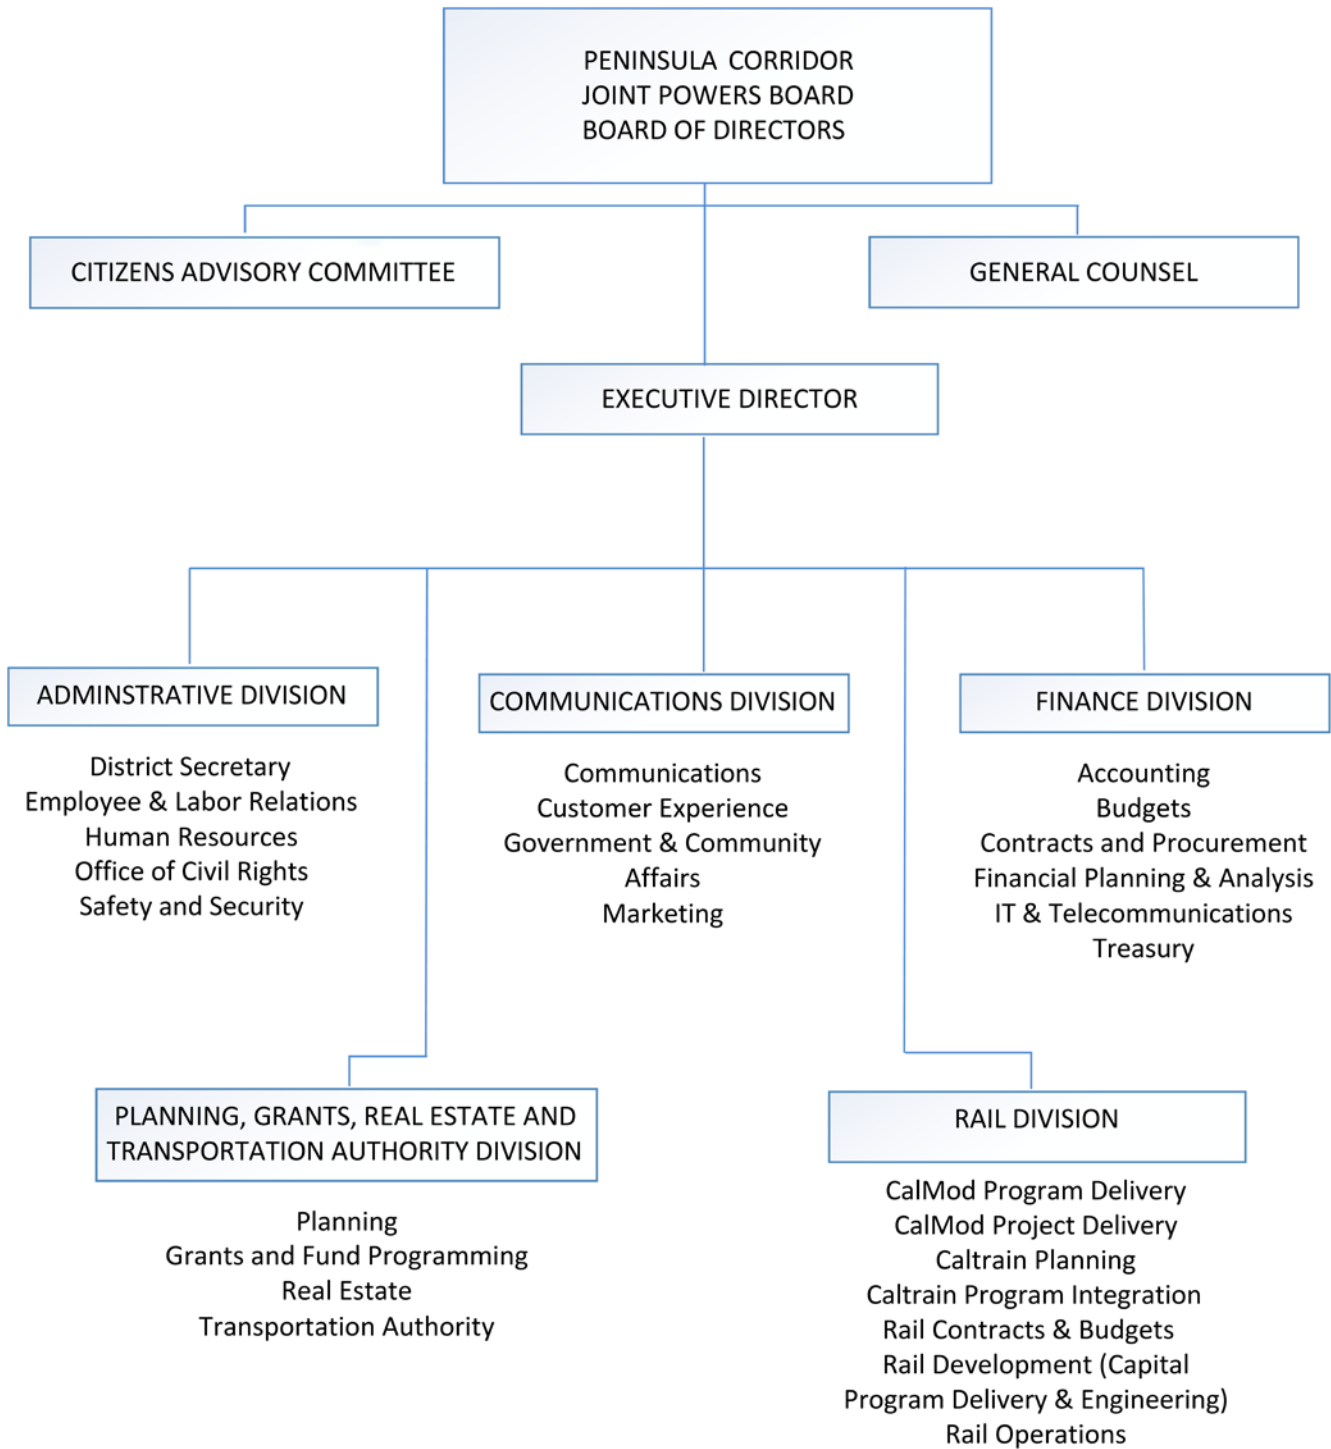 PENINSULA CORRIDOR
JOINT POWERS BOARD
BOARD OF DIRECTORS
CITIZENS ADVISORY COMMITTEE
GENERAL COUNSEL
EXECUTIVE DIRECTOR
ADMINSTRATIVE DIVISION
District Secretary
Employee & Labor Relations
Human Resources
Office of Civil Rights
Safety and Security
COMMUNICATIONS DIVISION
Communications
Customer Experience
Government & Community
Affairs
Marketing
FINANCE DIVISION
Accounting
Budgets
Contracts and Procurement
Financial Planning & Analysis
IT & Telecommunications
Treasury
PLANNING, GRANTS, REAL ESTATE AND
TRANSPORTATION AUTHORITY DIVISION
Planning
Grants and Fund Programming
Real Estate
Transportation Authority
RAIL DIVISION
CalMod Program Delivery
CalMod Project Delivery
Caltrain Planning
Caltrain Program Integration
Rail Contracts & Budgets
Rail Development (Capital
Program Delivery & Engineering)
Rail Operations